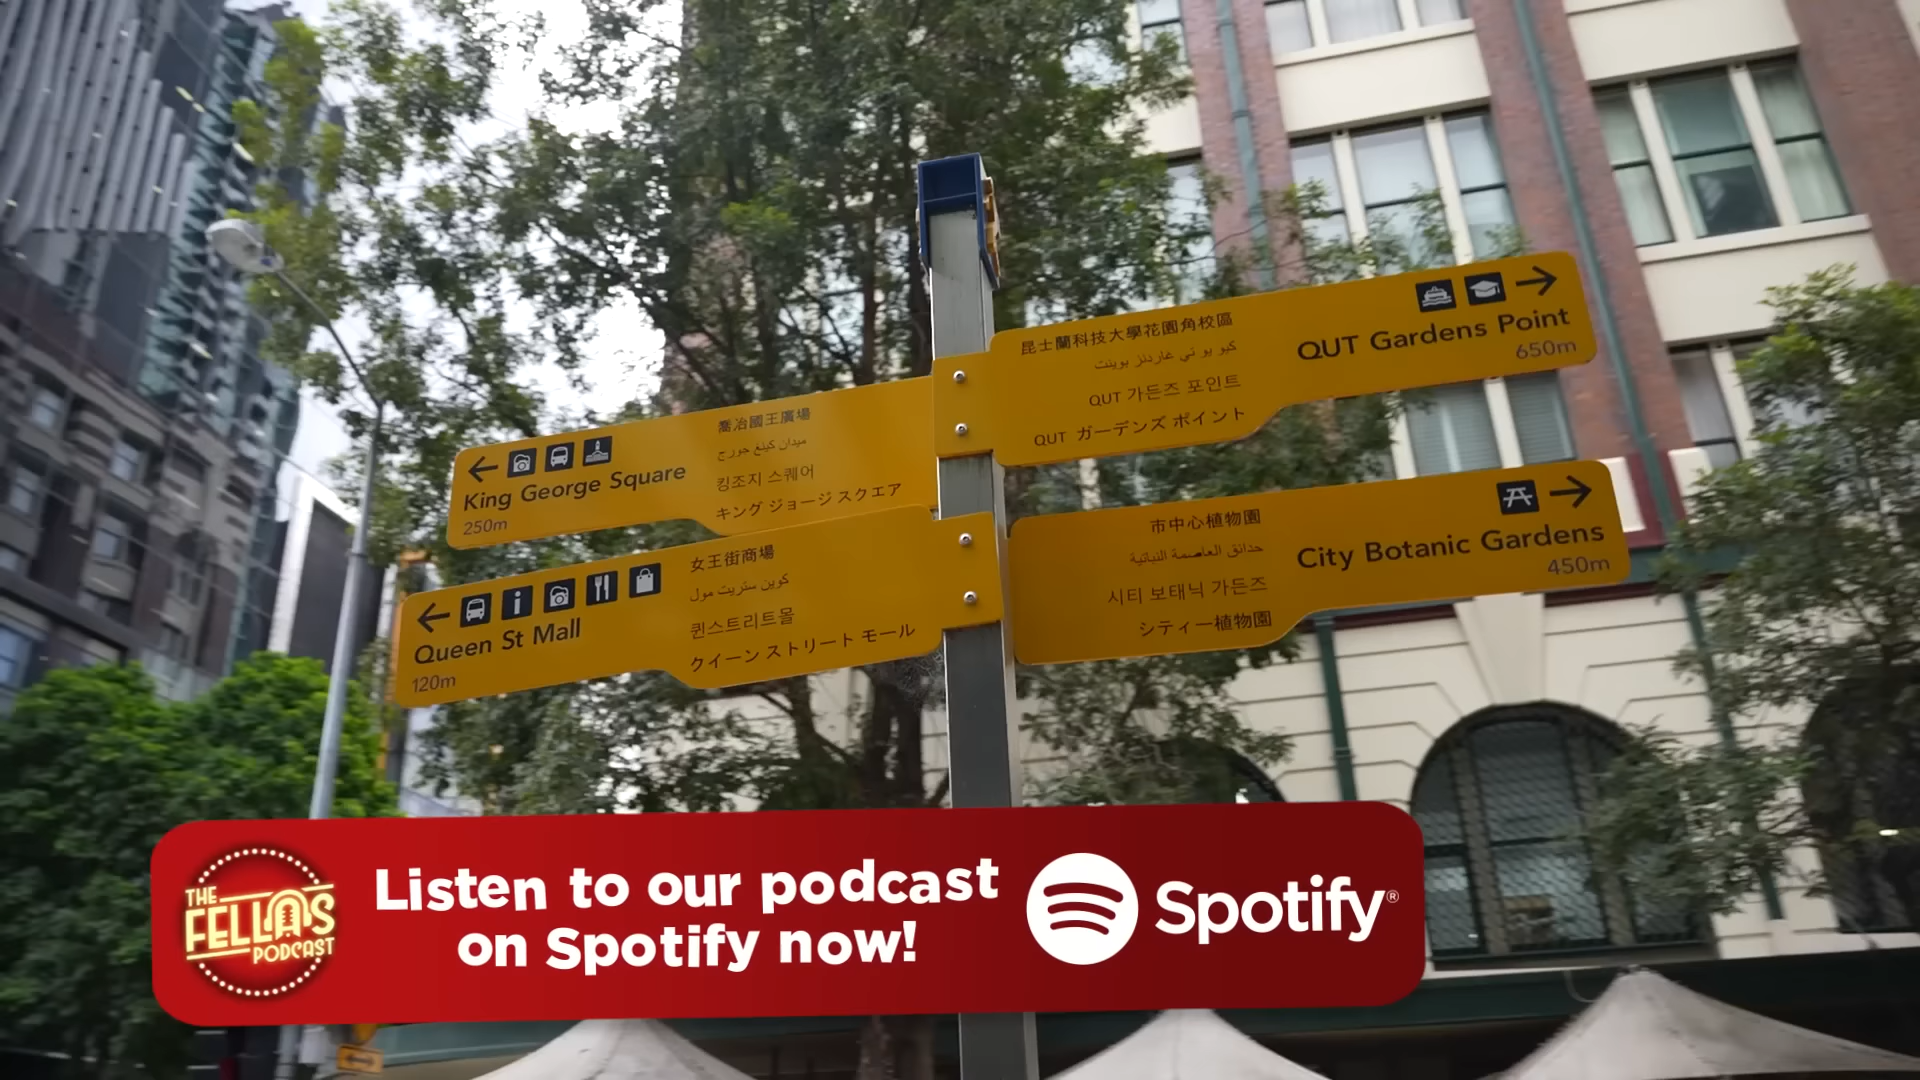 昆士蘭科技大學花園角校區
كيو يو تي غاردنز بوينت
QUT 가든즈 포인트
QUT ガーデンズ ポイント
QUT Gardens Point
650m
喬治國王廣場
ميدان كينغ جورج
킹조지 스퀘어
キング ジョージ スクエア
King George Square
250m
市中心植物園
حدائق العاصمة النباتية
시티 보태닉 가든즈
シティー植物園
City Botanic Gardens
450m
女王街商場
كوين ستريت مول
퀸스트리트몰
クイーン ストリート モール
Queen St Mall
120m
THE
FELLAS
PODCAST
Listen to our podcast
on Spotify now!
Spotify®